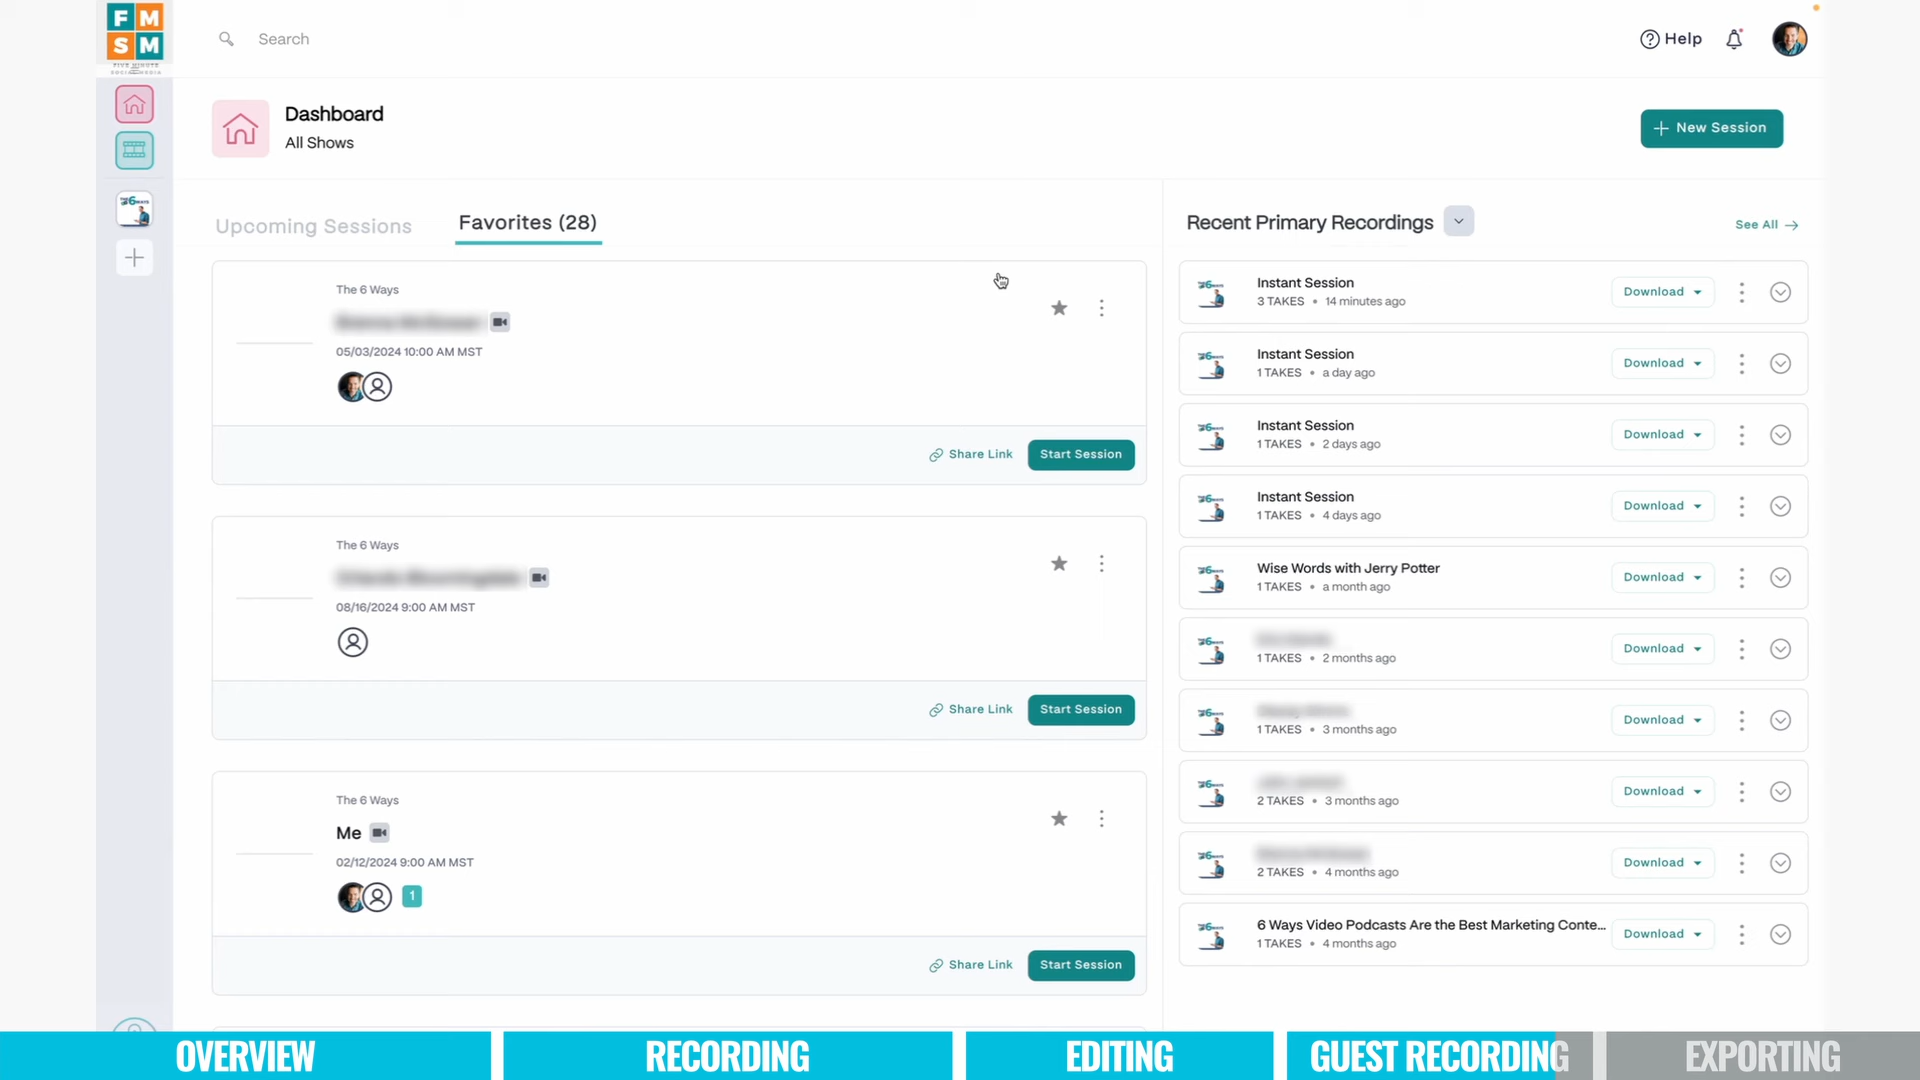 F M
S M
FIVE MINUTE
SOCIAL MEDIA
Search
Help
Dashboard
All Shows
New Session
Upcoming Sessions
Favorites (28)
The 6 Ways
05/03/2024 10:00 AM MST
Share Link
Start Session
The 6 Ways
08/16/2024 9:00 AM MST
Share Link
Start Session
The 6 Ways
Me
02/12/2024 9:00 AM MST
1
Share Link
Start Session
Recent Primary Recordings
See All
Instant Session
3 TAKES • 14 minutes ago
Download
Instant Session
1 TAKES • a day ago
Download
Instant Session
1 TAKES • 2 days ago
Download
Instant Session
1 TAKES • 4 days ago
Download
Wise Words with Jerry Potter
1 TAKES • a month ago
Download
1 TAKES • 2 months ago
Download
1 TAKES • 3 months ago
Download
2 TAKES • 3 months ago
Download
2 TAKES • 4 months ago
Download
6 Ways Video Podcasts Are the Best Marketing Conte...
1 TAKES • 4 months ago
Download
OVERVIEW
RECORDING
EDITING
GUEST RECORDING
EXPORTING